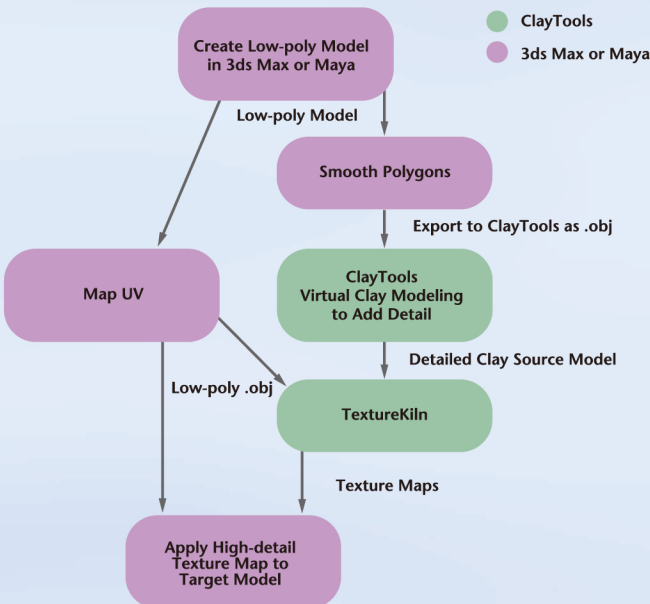 ClayTools
3ds Max or Maya
Create Low-poly Model
in 3ds Max or Maya
Low-poly Model
Smooth Polygons
Export to ClayTools as .obj
Map UV
ClayTools
Virtual Clay Modeling
to Add Detail
Detailed Clay Source Model
Low-poly .obj
TextureKiln
Texture Maps
Apply High-detail
Texture Map to
Target Model